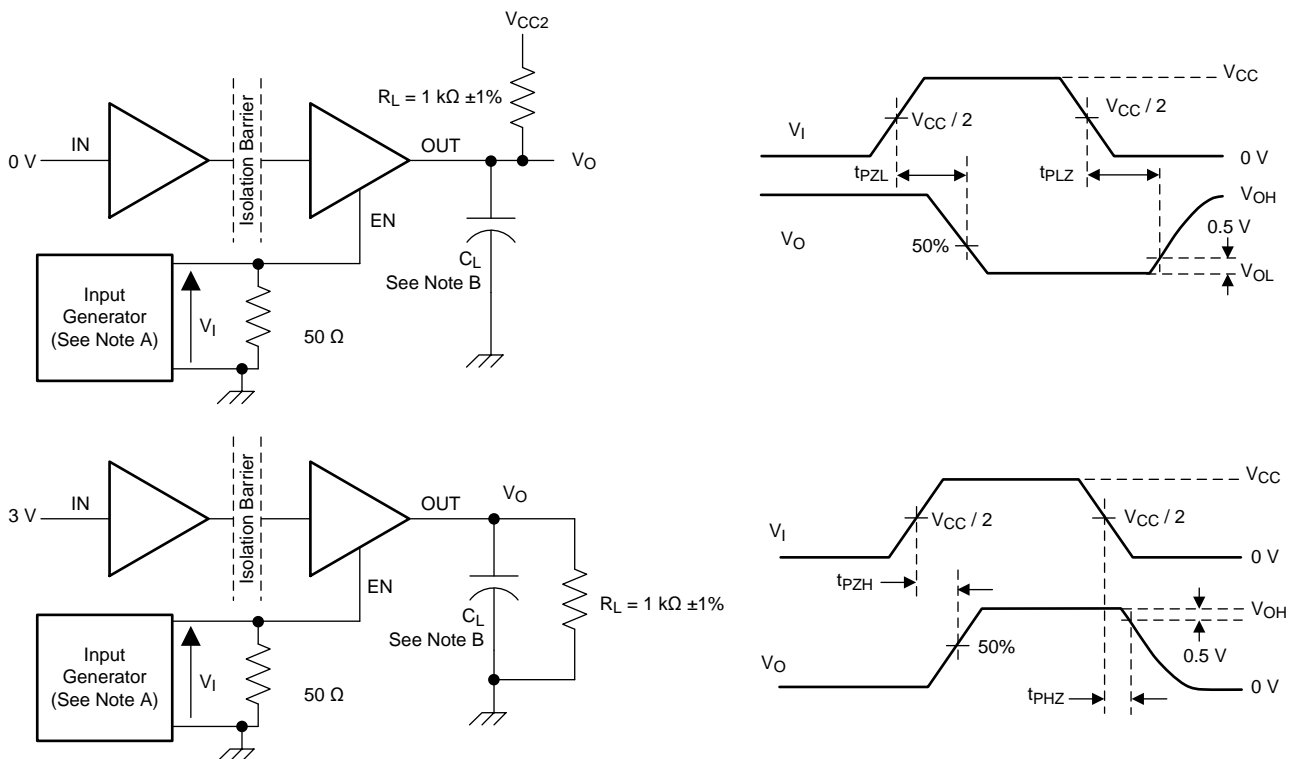 VCC2
RL = 1 kΩ ±1%
0 V
IN
Isolation Barrier
OUT
VO
EN
CL
See Note B
Input
Generator
(See Note A)
VI
50 Ω
VCC
VI
VCC / 2
VCC / 2
0 V
tPZL
tPLZ
VOH
0.5 V
VO
50%
VOL
3 V
IN
Isolation Barrier
OUT
VO
EN
CL
See Note B
RL = 1 kΩ ±1%
Input
Generator
(See Note A)
VI
50 Ω
VCC
VI
VCC / 2
VCC / 2
0 V
tPZH
VOH
50%
0.5 V
VO
tPHZ
0 V